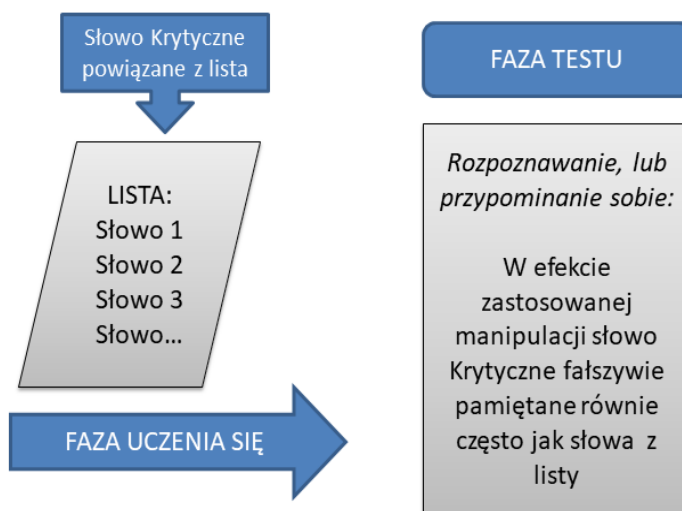 Słowo Krytyczne
powiązane z lista
LISTA:
Słowo 1
Słowo 2
Słowo 3
Słowo...
FAZA UCZENIA SIĘ
FAZA TESTU
Rozpoznawanie, lub
przypominanie sobie:
W efekcie
zastosowanej
manipulacji słowo
Krytyczne fałszywie
pamiętane równie
często jak słowa z
listy